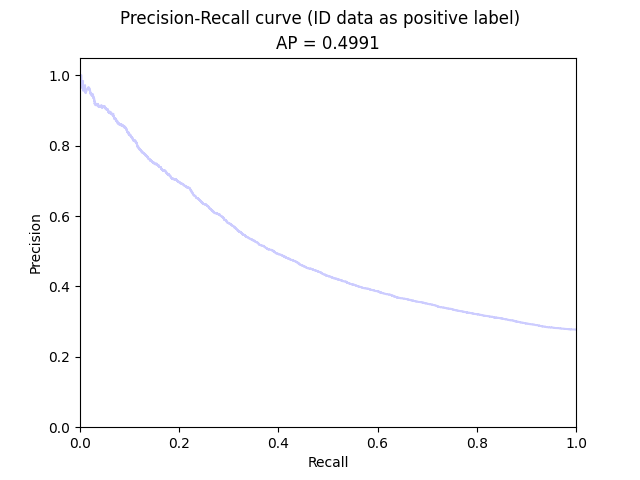 Precision-Recall curve (ID data as positive label)
AP = 0.4991
1.0
0.8
0.6
0.4
0.2
0.0
Precision
0.0 0.2 0.4 0.6 0.8 1.0
Recall